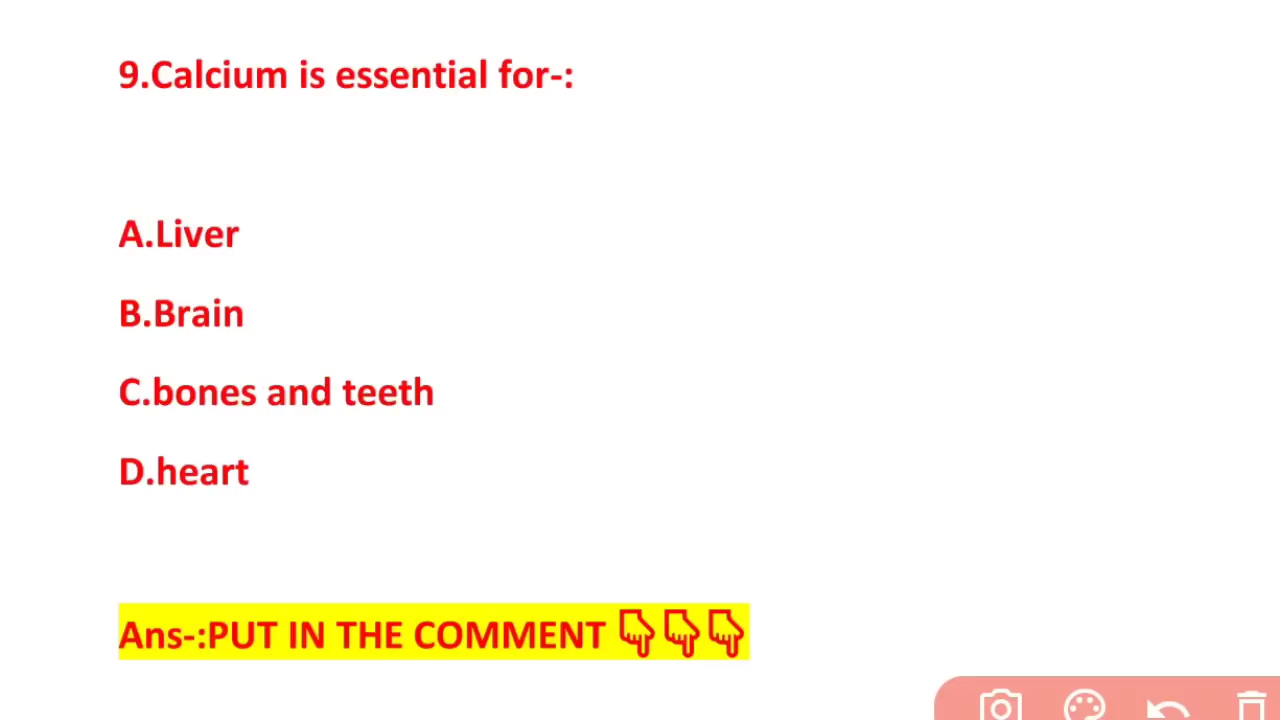 9.Calcium is essential for-:
A.Liver
B.Brain
C.bones and teeth
D.heart
Ans-:PUT IN THE COMMENT 👇👇👇